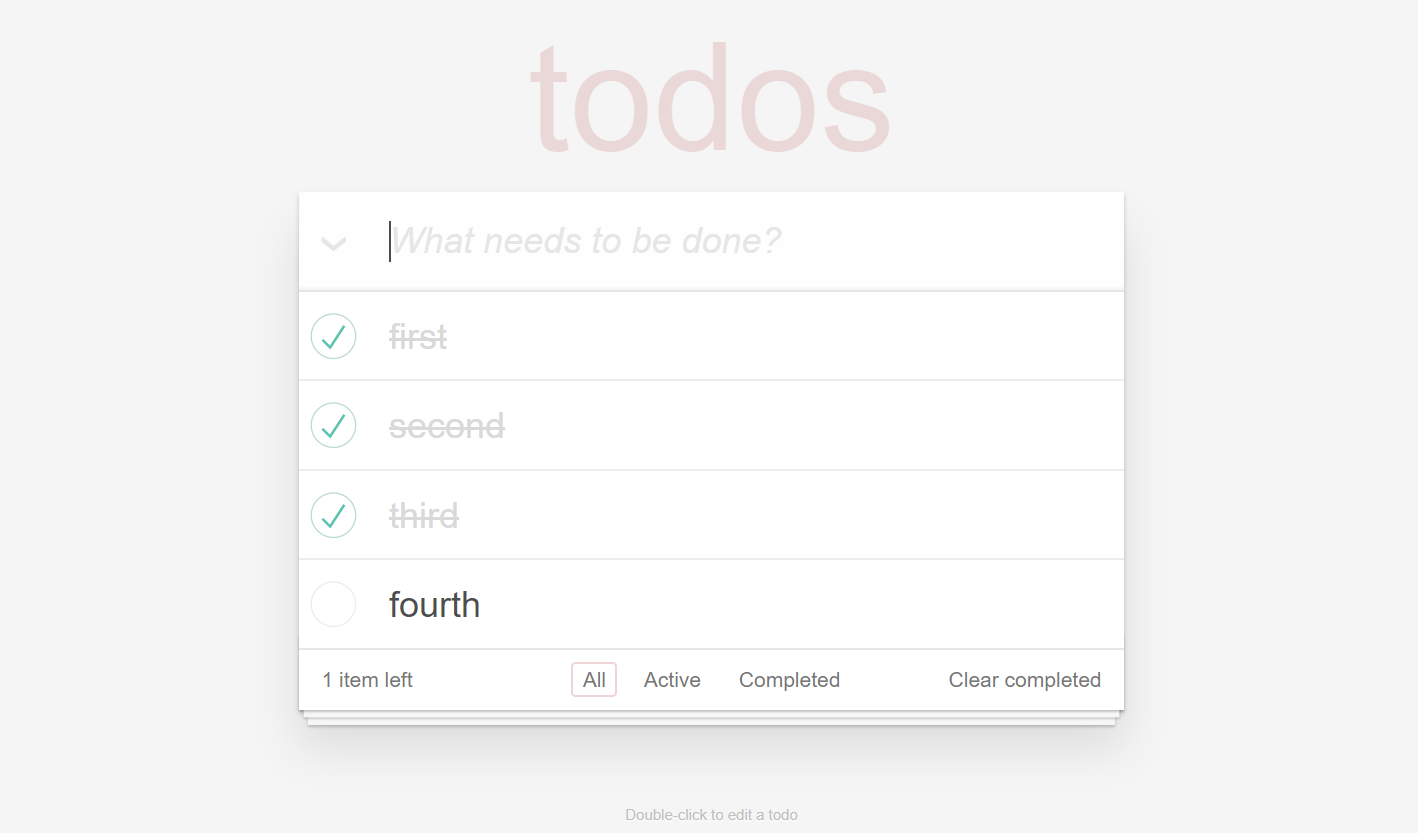 todos
What needs to be done?
first
second
third
fourth
1 item left All Active Completed Clear completed
Double-click to edit a todo